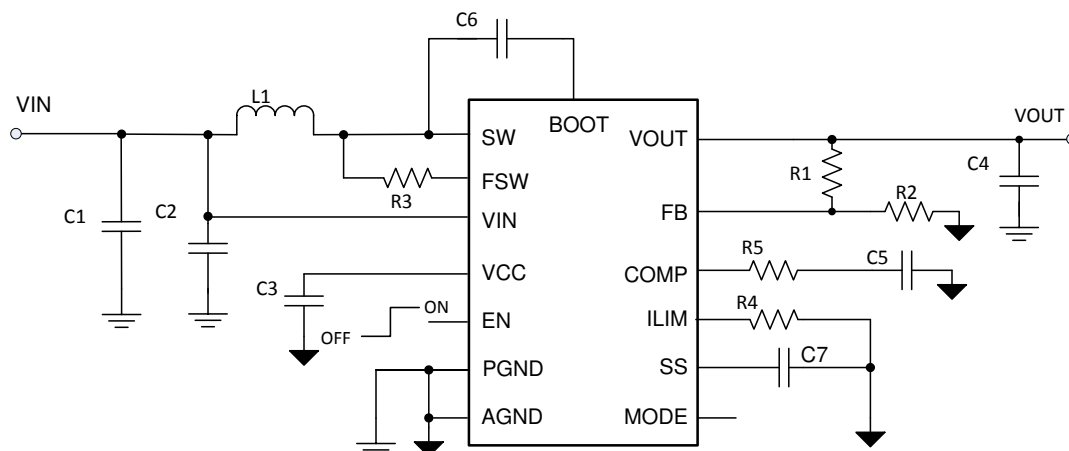 C6
VIN
L1
BOOT
VOUT
SW
VOUT
R1
C4
FSW
R3
R2
C1
C2
VIN
FB
R5
C5
VCC
COMP
C3
ON
R4
EN
ILIM
OFF
C7
PGND
SS
AGND
MODE